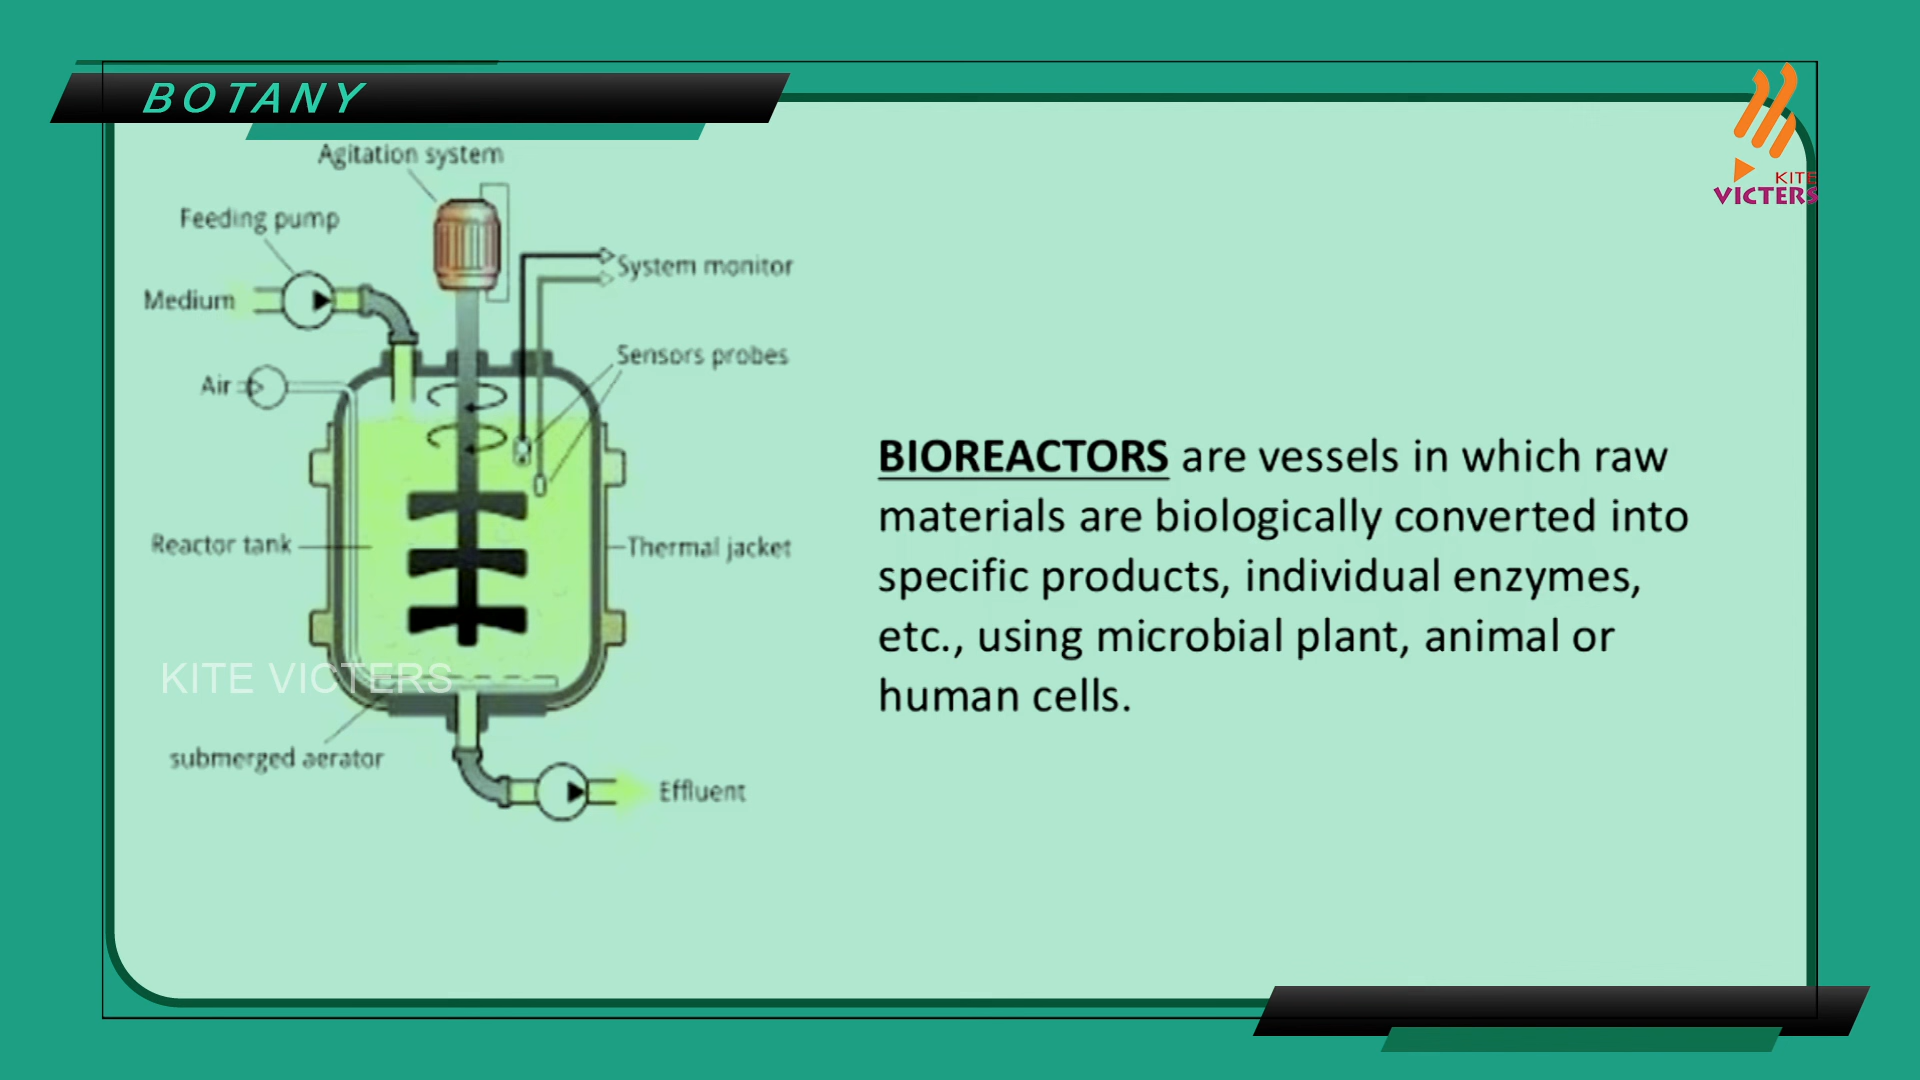 BOTANY
KITE
VICTERS
Agitation system
Feeding pump
System monitor
Medium
Sensors probes
Air
Reactor tank
Thermal jacket
KITE VICTERS
submerged aerator
Effluent
BIOREACTORS are vessels in which raw
materials are biologically converted into
specific products, individual enzymes,
etc., using microbial plant, animal or
human cells.